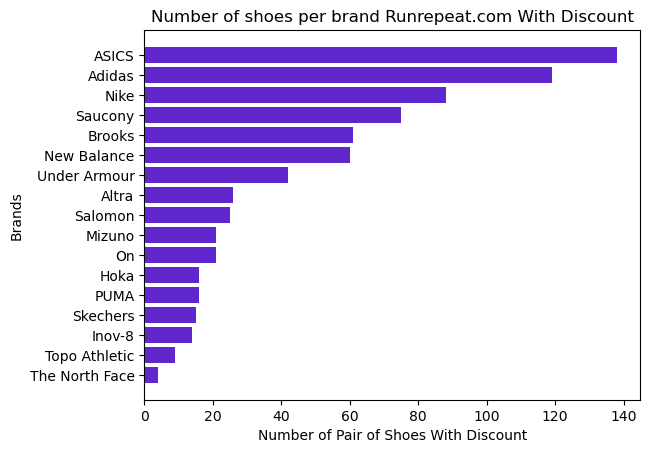 Number of shoes per brand Runrepeat.com With Discount
Brands
ASICS
Adidas
Nike
Saucony
Brooks
New Balance
Under Armour
Altra
Salomon
Mizuno
On
Hoka
PUMA
Skechers
Inov-8
Topo Athletic
The North Face
0 20 40 60 80 100 120 140
Number of Pair of Shoes With Discount